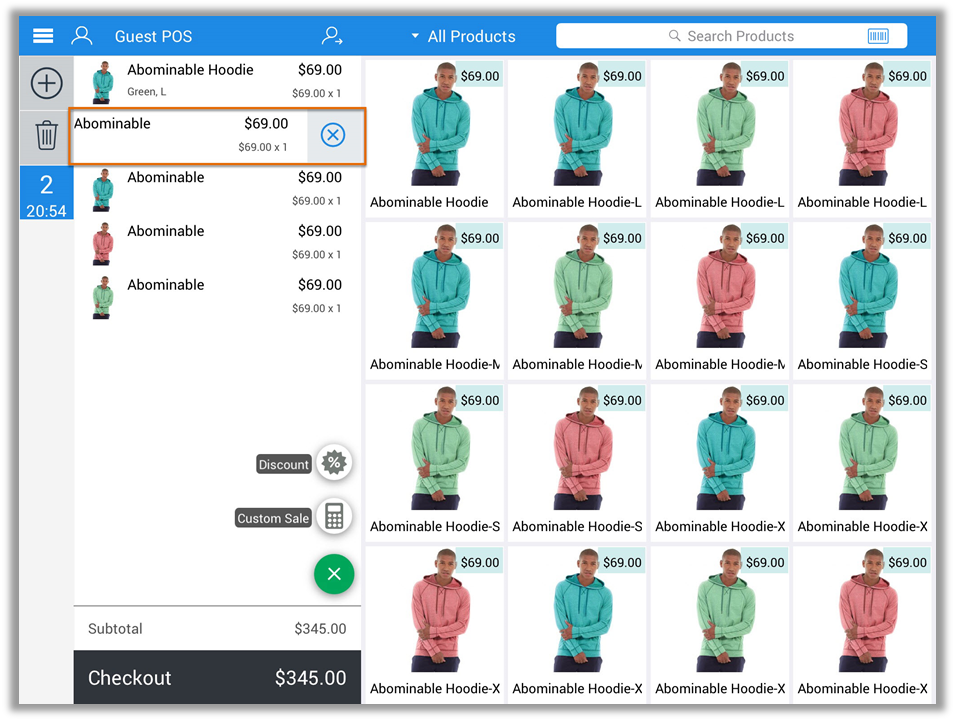 Guest POS
All Products
Search Products
Abominable Hoodie $69.00
Green, L $69.00 x 1
Abominable $69.00
$69.00 x 1
2
20:54
Abominable $69.00
$69.00 x 1
Abominable $69.00
$69.00 x 1
Abominable $69.00
$69.00 x 1
Discount %
Custom Sale
Subtotal $345.00
Checkout $345.00
$69.00 $69.00 $69.00 $69.00
Abominable Hoodie Abominable Hoodie-L Abominable Hoodie-L Abominable Hoodie-L
$69.00 $69.00 $69.00 $69.00
Abominable Hoodie-M Abominable Hoodie-M Abominable Hoodie-M Abominable Hoodie-S
$69.00 $69.00 $69.00 $69.00
Abominable Hoodie-S Abominable Hoodie-S Abominable Hoodie-X Abominable Hoodie-X
$69.00 $69.00 $69.00 $69.00
Abominable Hoodie-X Abominable Hoodie-X Abominable Hoodie-X Abominable Hoodie-X